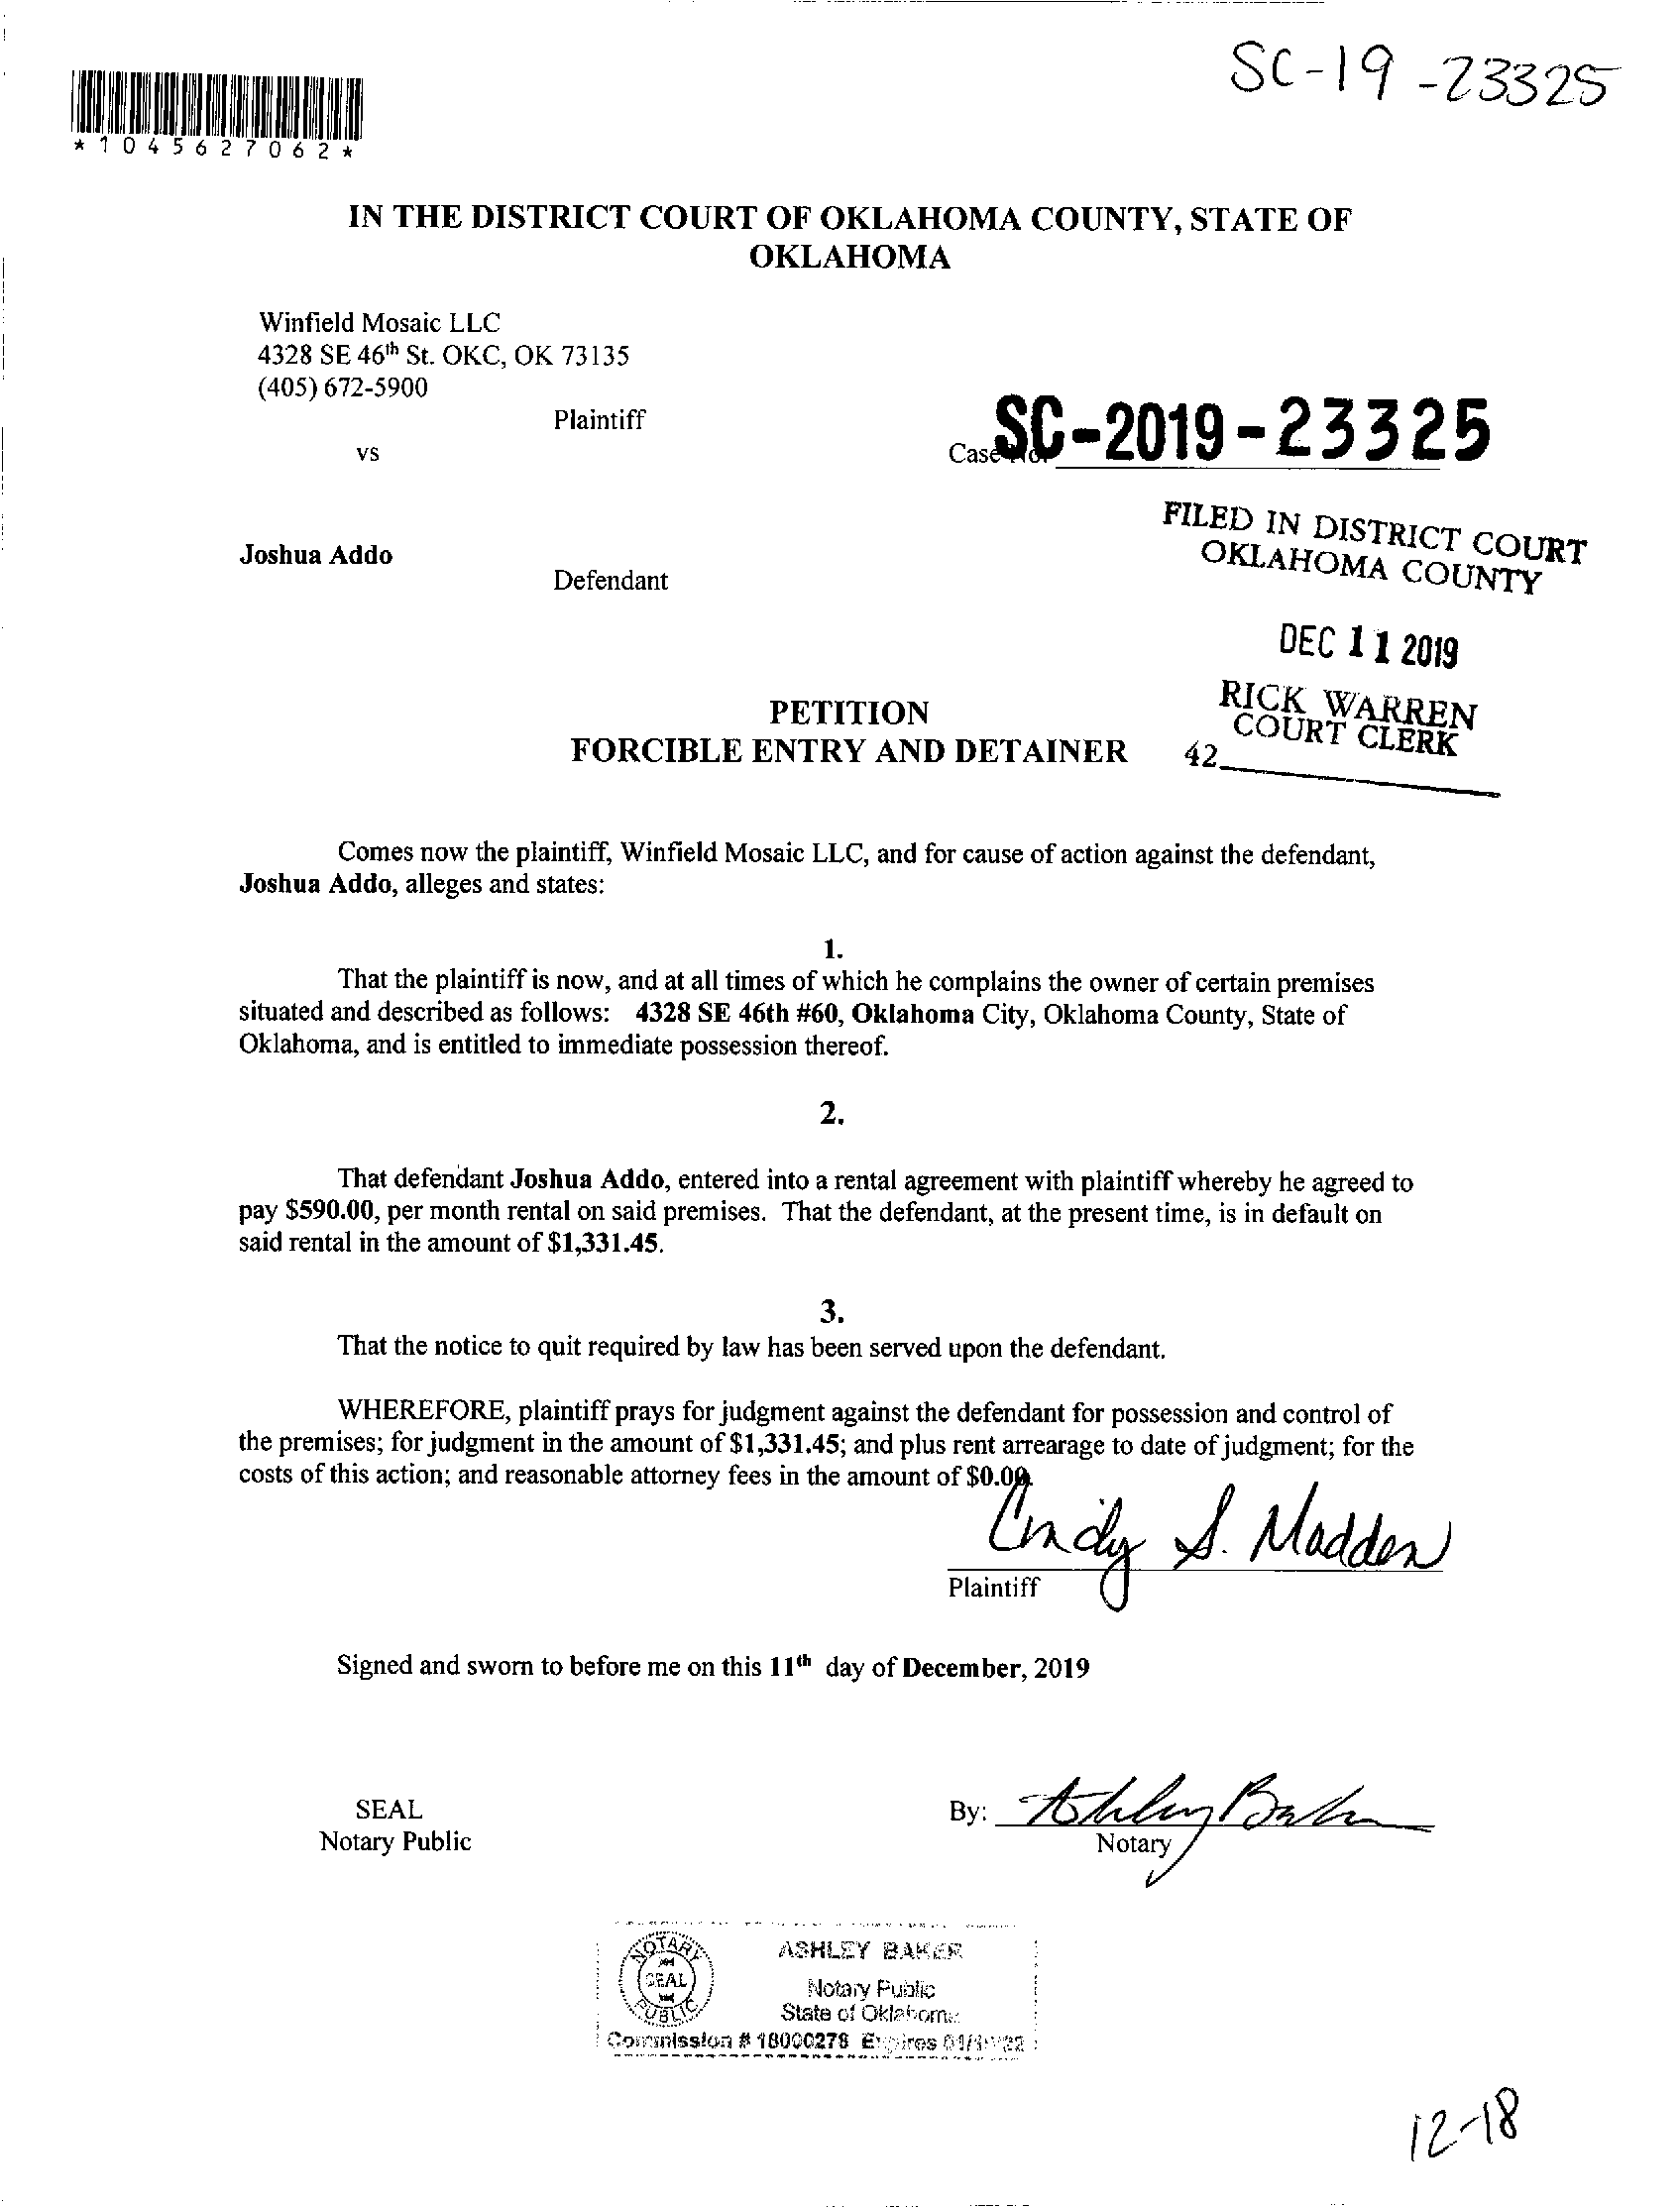 SC-19-23325
*1045627062*
IN THE DISTRICT COURT OF OKLAHOMA COUNTY, STATE OF
OKLAHOMA
Winfield Mosaic LLC
4328 SE 46th St. OKC, OK 73135
(405) 672-5900
Plaintiff
vs
Case No. SC-2019-23325
FILED IN DISTRICT COURT
OKLAHOMA COUNTY
Joshua Addo
Defendant
DEC 11 2019
RICK WARREN
COURT CLERK
42
PETITION
FORCIBLE ENTRY AND DETAINER
Comes now the plaintiff, Winfield Mosaic LLC, and for cause of action against the defendant,
Joshua Addo, alleges and states:
1.
That the plaintiff is now, and at all times of which he complains the owner of certain premises
situated and described as follows: 4328 SE 46th #60, Oklahoma City, Oklahoma County, State of
Oklahoma, and is entitled to immediate possession thereof.
2.
That defendant Joshua Addo, entered into a rental agreement with plaintiff whereby he agreed to
pay $590.00, per month rental on said premises. That the defendant, at the present time, is in default on
said rental in the amount of $1,331.45.
3.
That the notice to quit required by law has been served upon the defendant.
WHEREFORE, plaintiff prays for judgment against the defendant for possession and control of
the premises; for judgment in the amount of $1,331.45; and plus rent arrearage to date of judgment; for the
costs of this action; and reasonable attorney fees in the amount of $0.00.
Cindy S. Madden
Plaintiff
Signed and sworn to before me on this 11th day of December, 2019
SEAL
Notary Public
By: Ashley Baker
Notary
NOTARY
SEAL
PUBLIC
ASHLEY BAKER
Notary Public
State of Oklahoma
Commission # 18000278 Expires
12-18